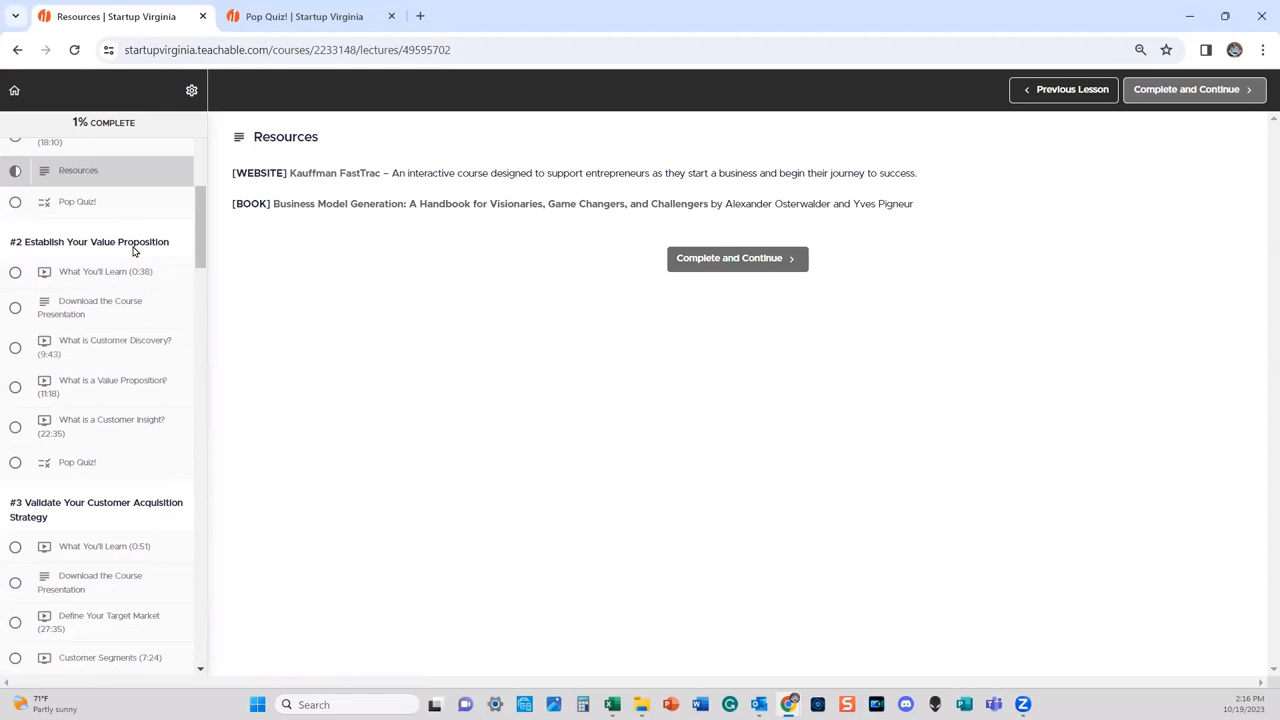 Resources | Startup Virginia
Pop Quiz! | Startup Virginia
startupvirginia.teachable.com/courses/2233148/lectures/49595702
Previous Lesson
Complete and Continue
1% COMPLETE
(18:10)
Resources
Pop Quiz!
#2 Establish Your Value Proposition
What You'll Learn (0:38)
Download the Course
Presentation
What is Customer Discovery?
(9:43)
What is a Value Proposition?
(11:18)
What is a Customer Insight?
(22:35)
Pop Quiz!
#3 Validate Your Customer Acquisition
Strategy
What You'll Learn (0:51)
Download the Course
Presentation
Define Your Target Market
(27:35)
Customer Segments (7:24)
Resources
[WEBSITE] Kauffman FastTrac – An interactive course designed to support entrepreneurs as they start a business and begin their journey to success.
[BOOK] Business Model Generation: A Handbook for Visionaries, Game Changers, and Challengers by Alexander Osterwalder and Yves Pigneur
Complete and Continue
71°F
Partly sunny
Search
2:16 PM
10/19/2023